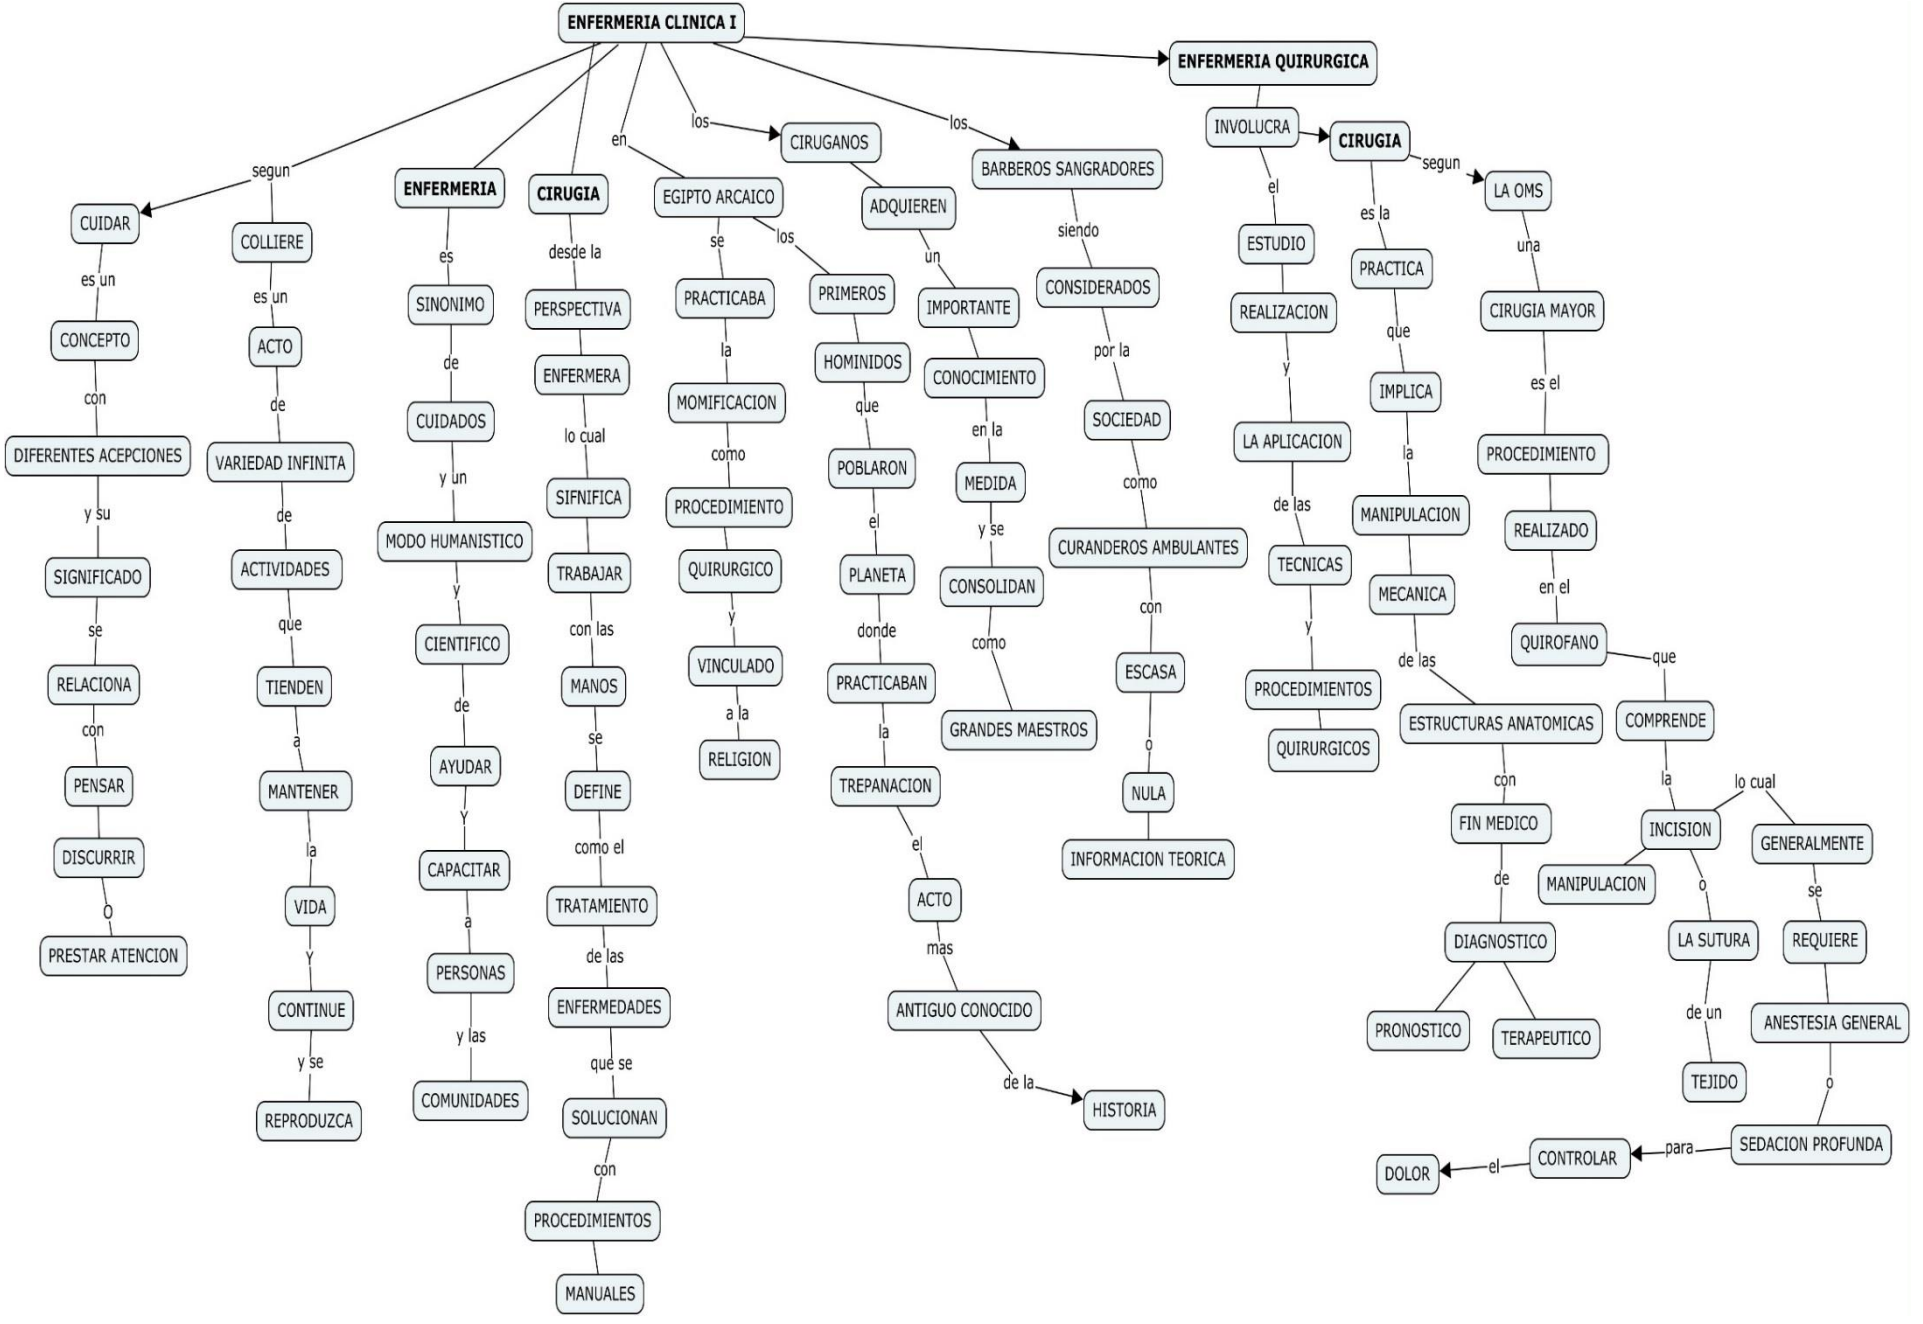 ENFERMERIA CLINICA I
segun
CUIDAR
es un
CONCEPTO
con
DIFERENTES ACEPCIONES
y su
SIGNIFICADO
se
RELACIONA
con
PENSAR
DISCURRIR
O
PRESTAR ATENCION
COLLIERE
es un
ACTO
de
VARIEDAD INFINITA
de
ACTIVIDADES
que
TIENDEN
a
MANTENER
la
VIDA
Y
CONTINUE
y se
REPRODUZCA
ENFERMERIA
es
SINONIMO
de
CUIDADOS
y un
MODO HUMANISTICO
y
CIENTIFICO
de
AYUDAR
Y
CAPACITAR
a
PERSONAS
y las
COMUNIDADES
CIRUGIA
desde la
PERSPECTIVA
ENFERMERA
lo cual
SIFNIFICA
TRABAJAR
con las
MANOS
se
DEFINE
como el
TRATAMIENTO
de las
ENFERMEDADES
que se
SOLUCIONAN
con
PROCEDIMIENTOS
MANUALES
en
EGIPTO ARCAICO
se
PRACTICABA
la
MOMIFICACION
como
PROCEDIMIENTO
QUIRURGICO
y
VINCULADO
a la
RELIGION
los
PRIMEROS
HOMINIDOS
que
POBLARON
el
PLANETA
donde
PRACTICABAN
la
TREPANACION
el
ACTO
mas
ANTIGUO CONOCIDO
de la
HISTORIA
los
CIRUGANOS
ADQUIEREN
un
IMPORTANTE
CONOCIMIENTO
en la
MEDIDA
y se
CONSOLIDAN
como
GRANDES MAESTROS
los
BARBEROS SANGRADORES
siendo
CONSIDERADOS
por la
SOCIEDAD
como
CURANDEROS AMBULANTES
con
ESCASA
o
NULA
INFORMACION TEORICA
ENFERMERIA QUIRURGICA
INVOLUCRA
el
ESTUDIO
REALIZACION
y
LA APLICACION
de las
TECNICAS
y
PROCEDIMIENTOS
QUIRURGICOS
CIRUGIA
es la
PRACTICA
que
IMPLICA
la
MANIPULACION
MECANICA
de las
ESTRUCTURAS ANATOMICAS
con
FIN MEDICO
de
DIAGNOSTICO
PRONOSTICO
TERAPEUTICO
segun
LA OMS
una
CIRUGIA MAYOR
es el
PROCEDIMIENTO
REALIZADO
en el
QUIROFANO
que
COMPRENDE
la
INCISION
MANIPULACION
o
LA SUTURA
de un
TEJIDO
lo cual
GENERALMENTE
se
REQUIERE
ANESTESIA GENERAL
o
SEDACION PROFUNDA
para
CONTROLAR
el
DOLOR